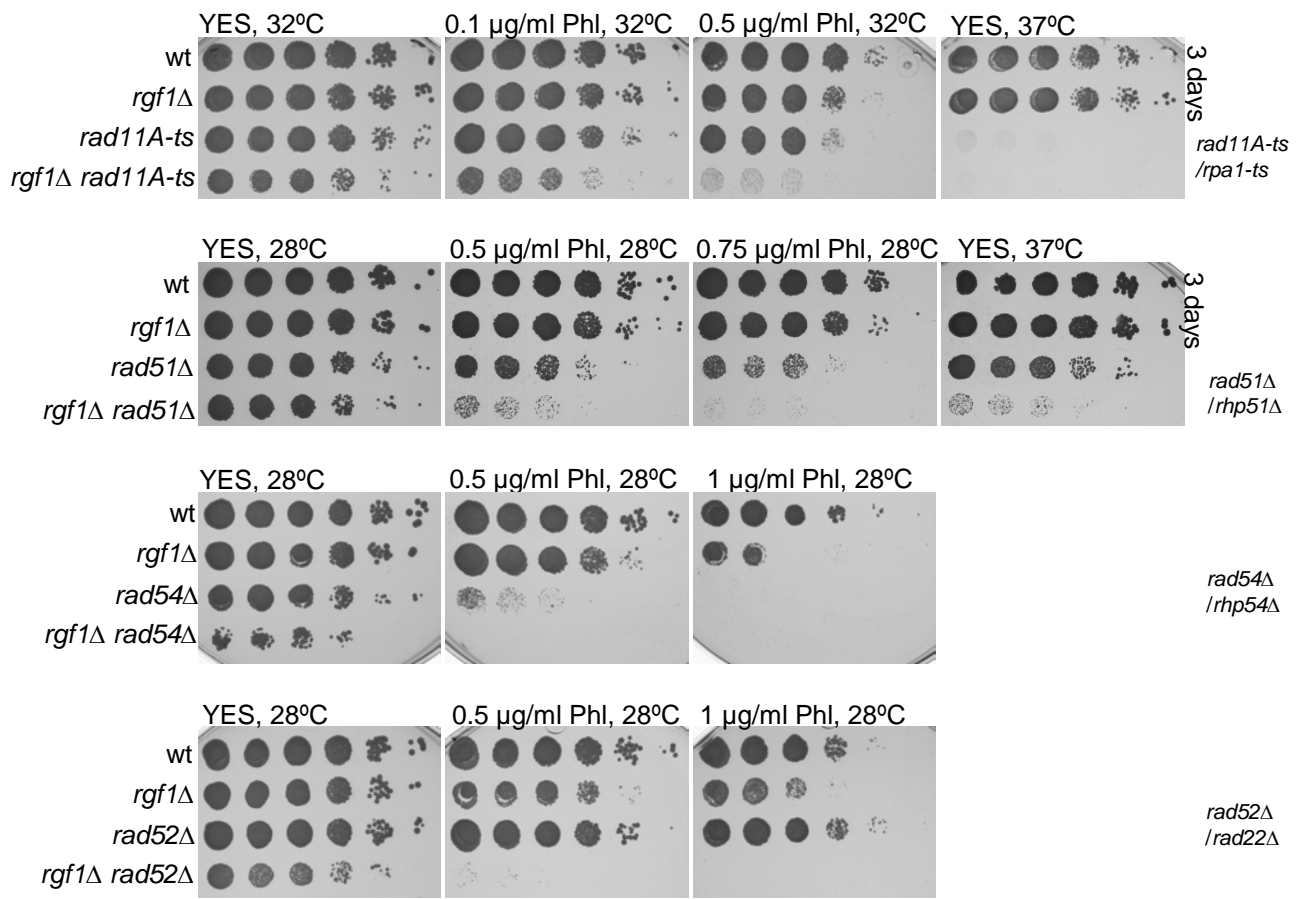 YES, 32ºC 0.1 µg/ml Phl, 32ºC 0.5 µg/ml Phl, 32ºC YES, 37ºC
wt
rgf1Δ
rad11A-ts
rgf1Δ rad11A-ts
3 days
rad11A-ts
/rpa1-ts
YES, 28ºC 0.5 µg/ml Phl, 28ºC 0.75 µg/ml Phl, 28ºC YES, 37ºC
wt
rgf1Δ
rad51Δ
rgf1Δ rad51Δ
3 days
rad51Δ
/rhp51Δ
YES, 28ºC 0.5 µg/ml Phl, 28ºC 1 µg/ml Phl, 28ºC
wt
rgf1Δ
rad54Δ
rgf1Δ rad54Δ
rad54Δ
/rhp54Δ
YES, 28ºC 0.5 µg/ml Phl, 28ºC 1 µg/ml Phl, 28ºC
wt
rgf1Δ
rad52Δ
rgf1Δ rad52Δ
rad52Δ
/rad22Δ